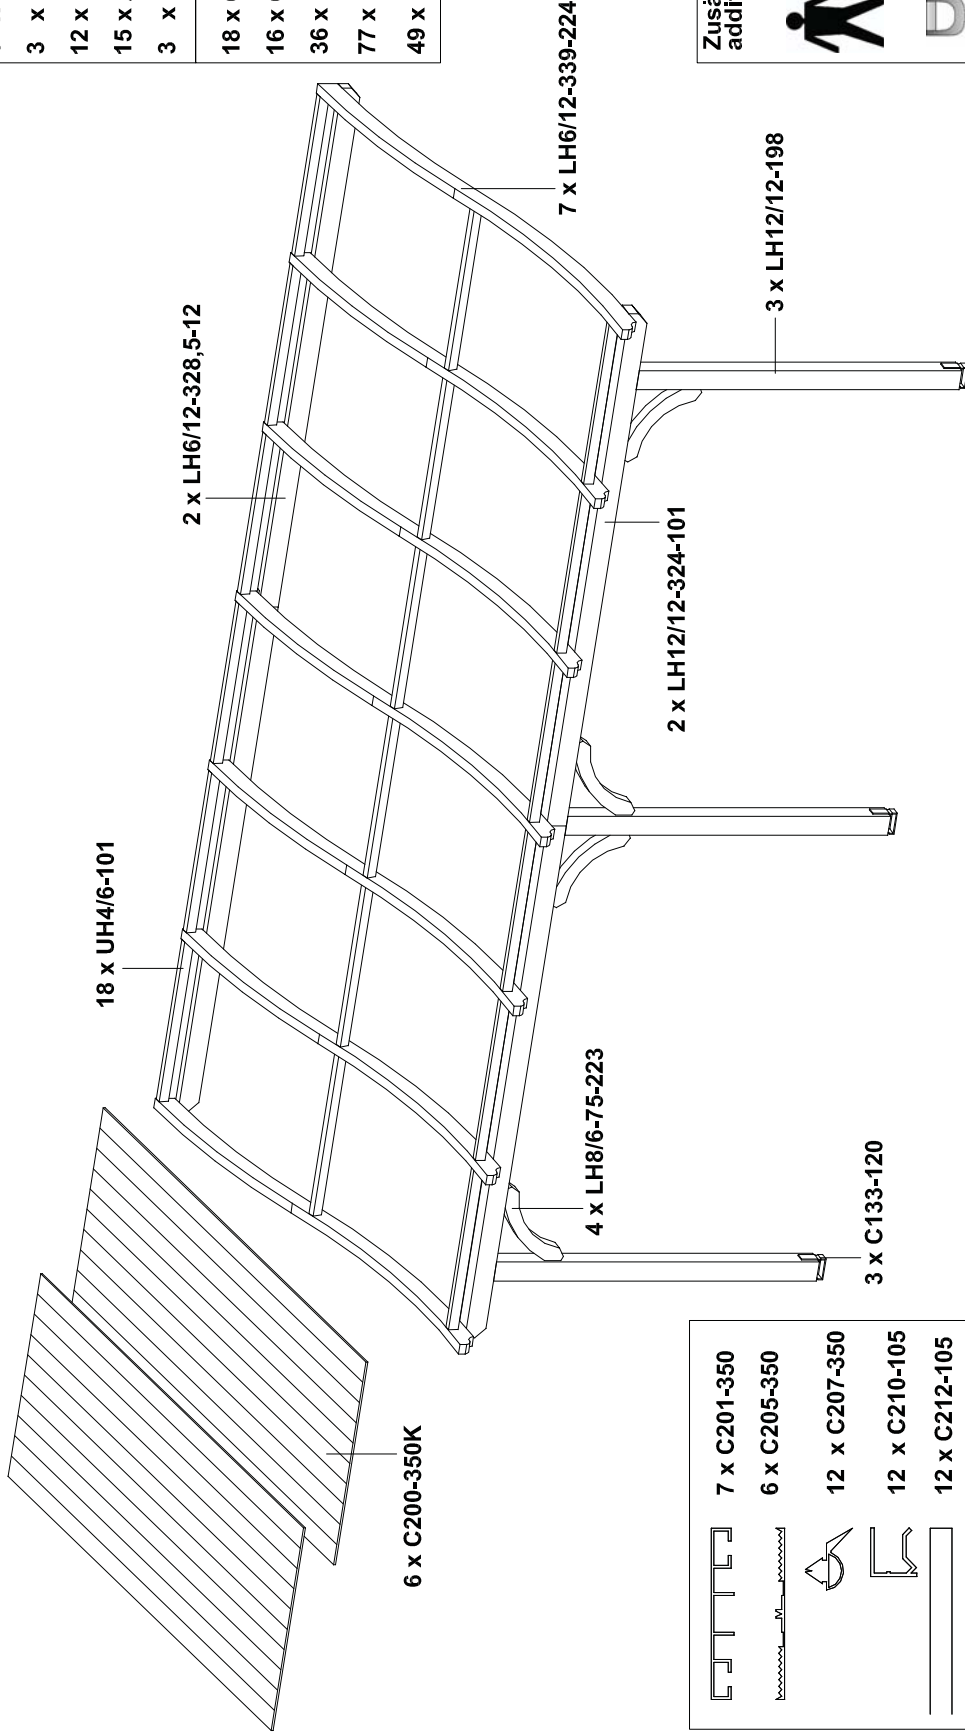 3 x
12 x
15 x
3 x
18 x
16 x
36 x
77 x
49 x
Zusä
addi
7 x LH6/12-339-224
2 x LH6/12-328,5-12
3 x LH12/12-198
2 x LH12/12-324-101
18 x UH4/6-101
4 x LH8/6-75-223
3 x C133-120
6 x C200-350K
7 x C201-350
6 x C205-350
12 x C207-350
12 x C210-105
12 x C212-105